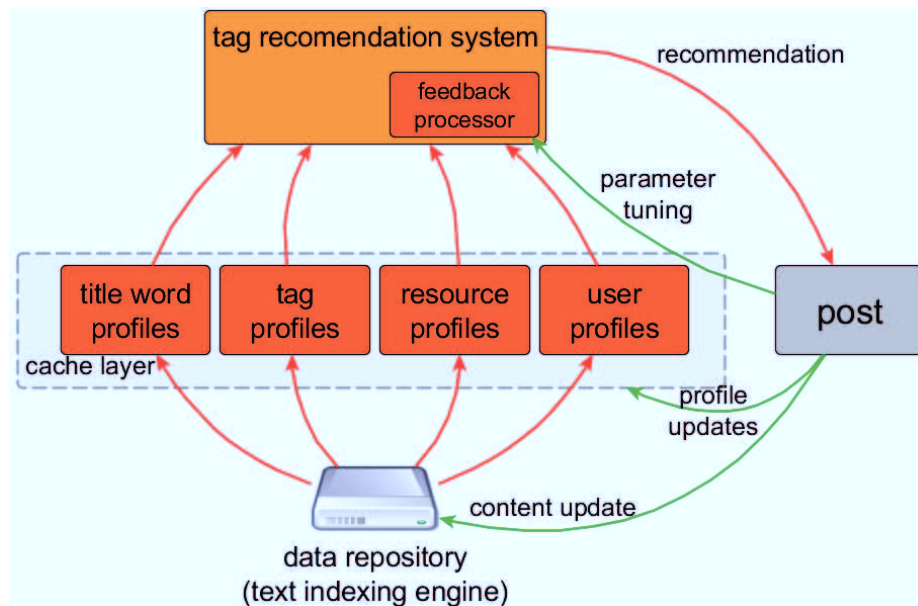 tag recomendation system
feedback
processor
recommendation
parameter
tuning
title word
profiles
tag
profiles
resource
profiles
user
profiles
post
cache layer
profile
updates
content update
data repository
(text indexing engine)